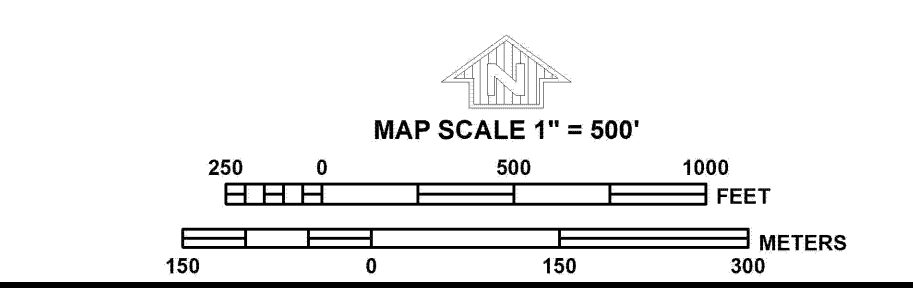 N
MAP SCALE 1" = 500'
250 0 500 1000
FEET
METERS
150 0 150 300